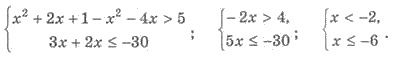 {x² + 2x + 1 − x² − 4x > 5
{3x + 2x ≤ −30 ;
{− 2x > 4,
{5x ≤ −30 ;
{x < −2,
{x ≤ −6 .